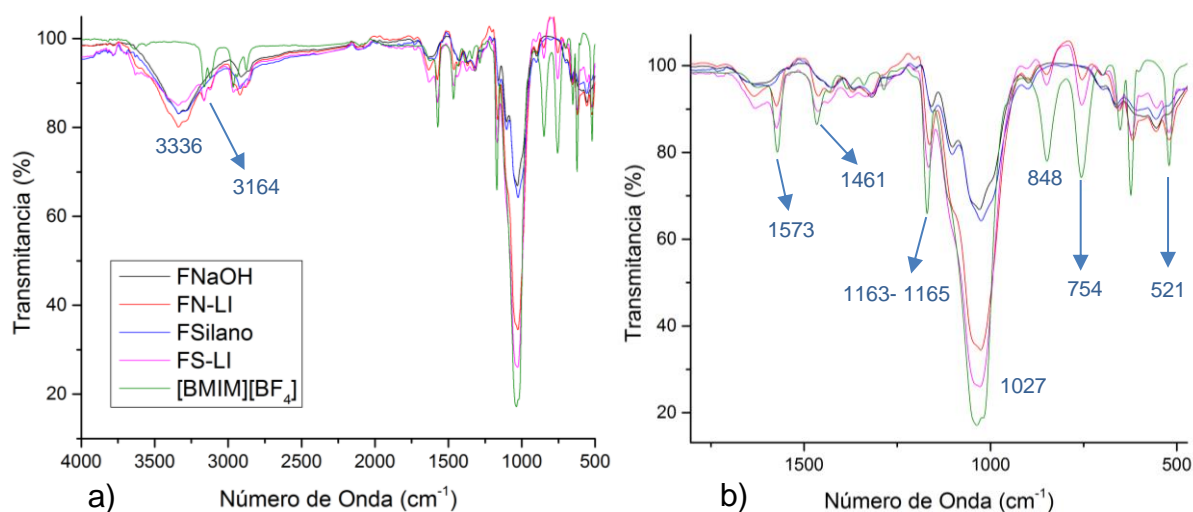 100
80
60
40
20
Transmitancia (%)
4000
3500
3000
2500
2000
1500
1000
500
Número de Onda (cm⁻¹)
3336
3164
FNaOH
FN-LI
FSilano
FS-LI
[BMIM][BF₄]
a)
100
80
60
40
20
Transmitancia (%)
1500
1000
500
Número de Onda (cm⁻¹)
1573
1461
1163- 1165
1027
848
754
521
b)